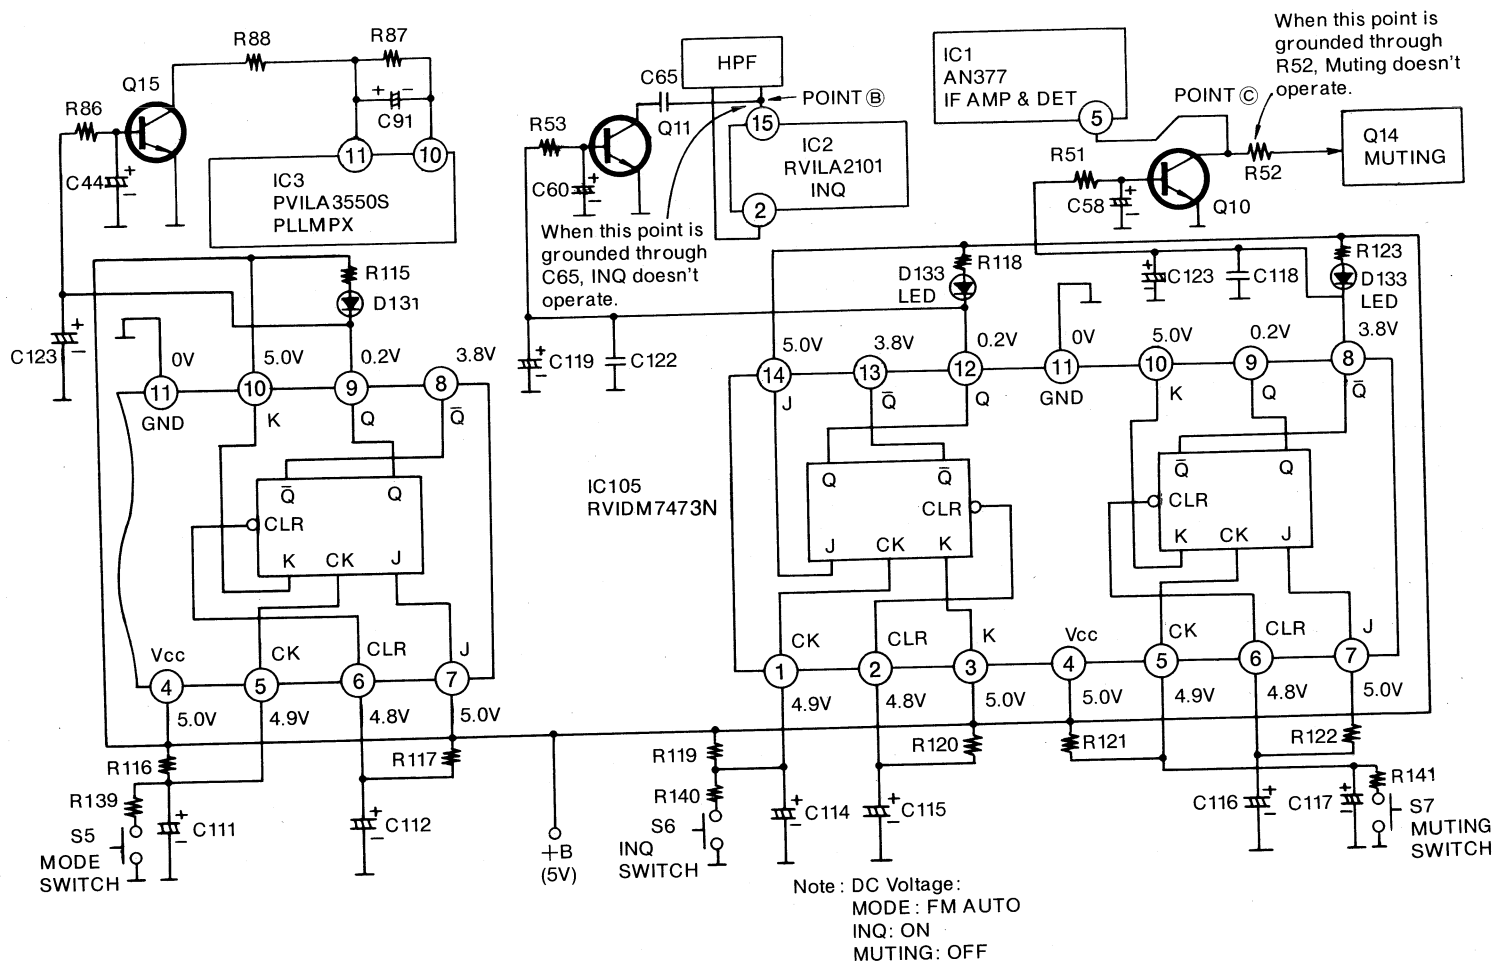 R88
R87
Q15
R86
C91
C44
11
10
IC3
PVILA3550S
PLLMPX
HPF
C65
POINT Ⓑ
Q11
R53
15
IC2
RVILA2101
INQ
C60
2
When this point is
grounded through
C65, INQ doesn't
operate.
IC1
AN377
IF AMP & DET
5
POINT Ⓒ
When this point is
grounded through
R52, Muting doesn't
operate.
Q14
MUTING
R51
R52
C58
Q10
R115
D131
C123
0V
5.0V
0.2V
3.8V
11
10
9
8
GND
K
Q
Q̅
Q̅
Q
CLR
K
CK
J
Vcc
CK
CLR
J
4
5
6
7
5.0V
4.9V
4.8V
5.0V
R116
R117
R139
S5
MODE
SWITCH
C111
C112
+B
(5V)
D133
LED
R118
C123
C118
R123
D133
LED
C119
C122
5.0V
3.8V
0.2V
0V
5.0V
0.2V
3.8V
14
13
12
11
10
9
8
J
Q̅
Q
GND
K
Q
Q̅
IC105
RVIDM7473N
Q
Q̅
CLR
J
CK
K
Q̅
Q
CLR
K
CK
J
CK
CLR
K
Vcc
CK
CLR
J
1
2
3
4
5
6
7
4.9V
4.8V
5.0V
5.0V
4.9V
4.8V
5.0V
R119
R120
R121
R122
R140
R141
S6
INQ
SWITCH
C114
C115
C116
C117
S7
MUTING
SWITCH
Note : DC Voltage:
MODE : FM AUTO
INQ: ON
MUTING: OFF